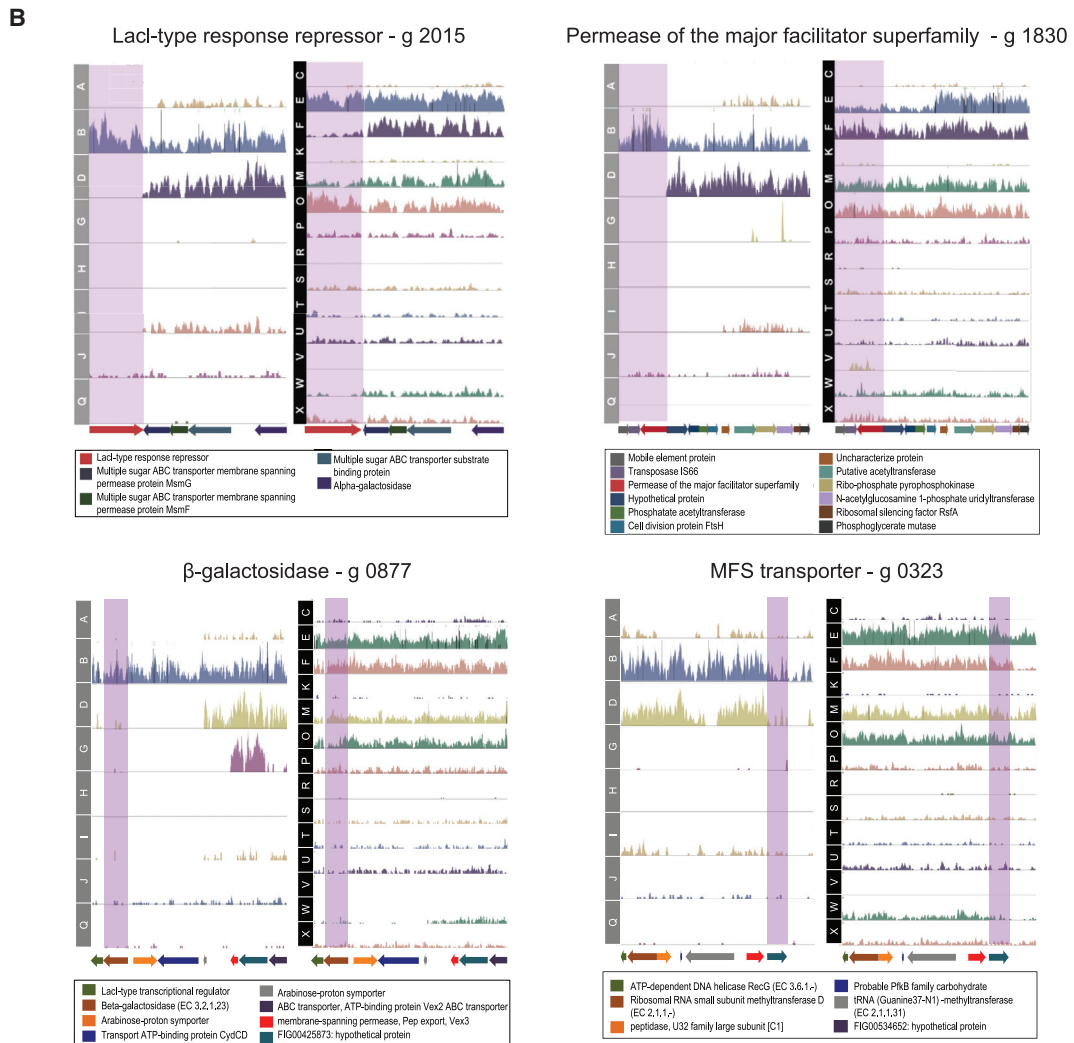 B
LacI-type response repressor - g 2015
A
B
D
G
H
I
J
Q
C
E
F
K
M
O
P
R
S
T
U
V
W
X
LacI-type response repressor
Multiple sugar ABC transporter membrane spanning
permease protein MsmG
Multiple sugar ABC transporter membrane spanning
permease protein MsmF
Multiple sugar ABC transporter substrate
binding protein
Alpha-galactosidase
Permease of the major facilitator superfamily - g 1830
A
B
D
G
H
I
J
Q
C
E
F
K
M
O
P
R
S
T
U
V
W
X
Mobile element protein
Transposase IS66
Permease of the major facilitator superfamily
Hypothetical protein
Phosphatate acetyltransferase
Cell division protein FtsH
Uncharacterize protein
Putative acetyltransferase
Ribo-phosphate pyrophosphokinase
N-acetylglucosamine 1-phosphate uridyltransferase
Ribosomal silencing factor RsfA
Phosphoglycerate mutase
β-galactosidase - g 0877
A
B
D
G
H
I
J
Q
C
E
F
K
M
O
P
R
S
T
U
V
W
X
LacI-type transcriptional regulator
Beta-galactosidase (EC 3,2,1,23)
Arabinose-proton symporter
Transport ATP-binding protein CydCD
Arabinose-proton symporter
ABC transporter, ATP-binding protein Vex2 ABC transporter
membrane-spanning permease, Pep export, Vex3
FIG00425873: hypothetical protein
MFS transporter - g 0323
A
B
D
G
H
I
J
Q
C
E
F
K
M
O
P
R
S
T
U
V
W
X
ATP-dependent DNA helicase RecG (EC 3.6.1.-)
Ribosomal RNA small subunit methyltransferase D
(EC 2,1,1,-)
peptidase, U32 family large subunit [C1]
Probable PfkB family carbohydrate
tRNA (Guanine37-N1) -methyltransferase
(EC 2,1,1,31)
FIG00534652: hypothetical protein